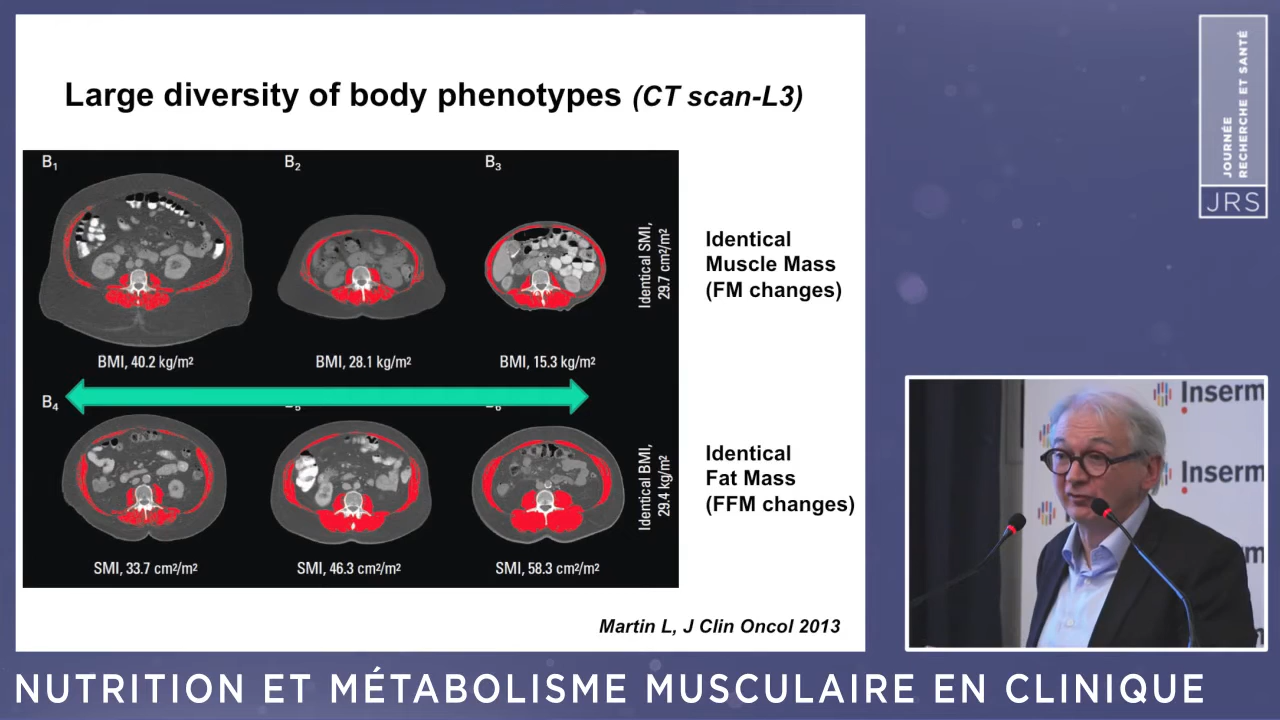 Large diversity of body phenotypes (CT scan-L3)
B1
B2
B3
Identical SMI,
29.7 cm²/m²
BMI, 40.2 kg/m²
BMI, 28.1 kg/m²
BMI, 15.3 kg/m²
Identical
Muscle Mass
(FM changes)
B4
Identical BMI,
29.4 kg/m²
SMI, 33.7 cm²/m²
SMI, 46.3 cm²/m²
SMI, 58.3 cm²/m²
Identical
Fat Mass
(FFM changes)
Martin L, J Clin Oncol 2013
JOURNÉE
RECHERCHE ET SANTÉ
JRS
Inserm
Inserm
NUTRITION ET MÉTABOLISME MUSCULAIRE EN CLINIQUE